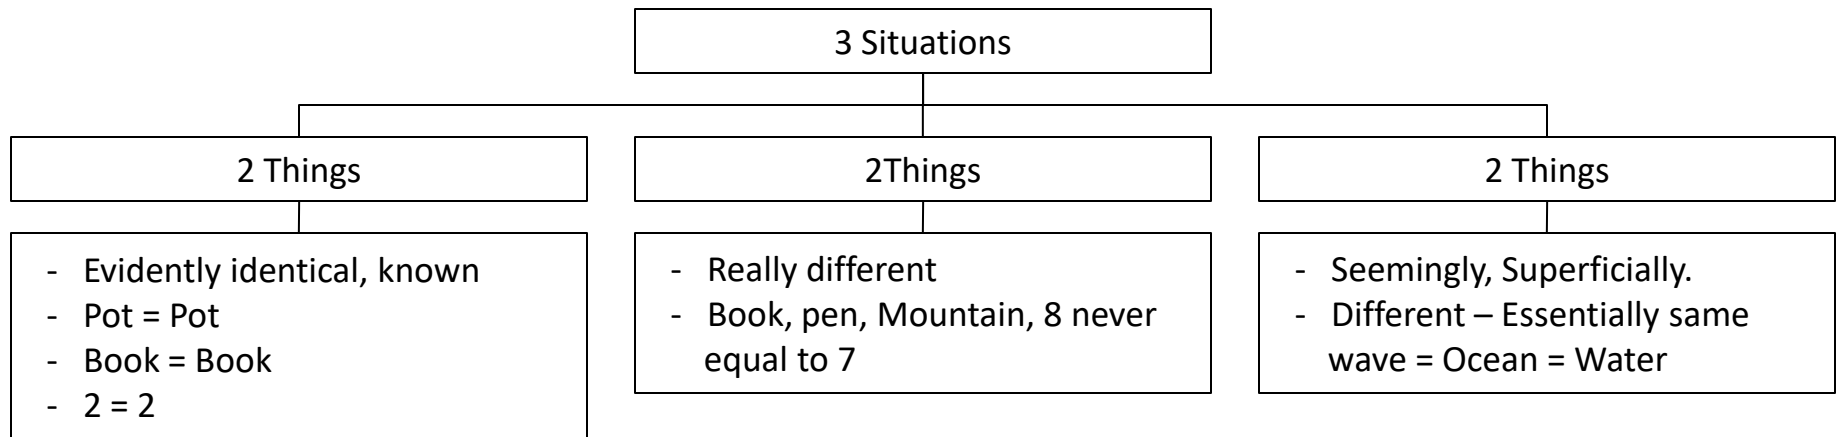 3 Situations
2 Things
- Evidently identical, known
- Pot = Pot
- Book = Book
- 2 = 2
2Things
- Really different
- Book, pen, Mountain, 8 never
equal to 7
2 Things
- Seemingly, Superficially.
- Different – Essentially same
wave = Ocean = Water